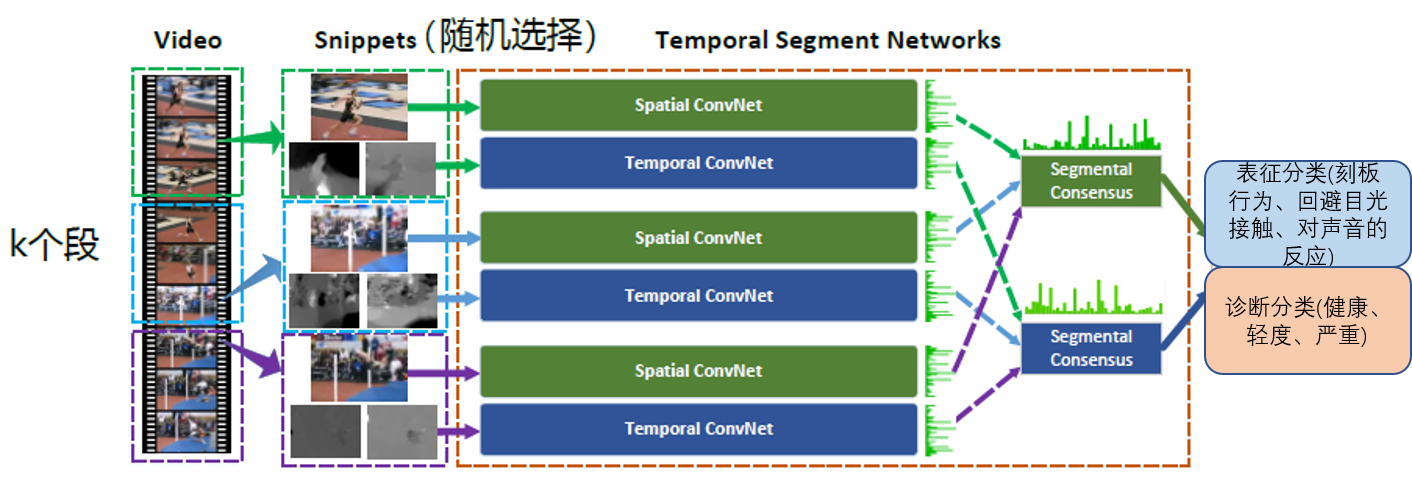 Video
Snippets (随机选择)
Temporal Segment Networks
k个段
Spatial ConvNet
Temporal ConvNet
Spatial ConvNet
Temporal ConvNet
Spatial ConvNet
Temporal ConvNet
Segmental
Consensus
Segmental
Consensus
表征分类(刻板
行为、回避目光
接触、对声音的
反应)
诊断分类(健康、
轻度、严重)